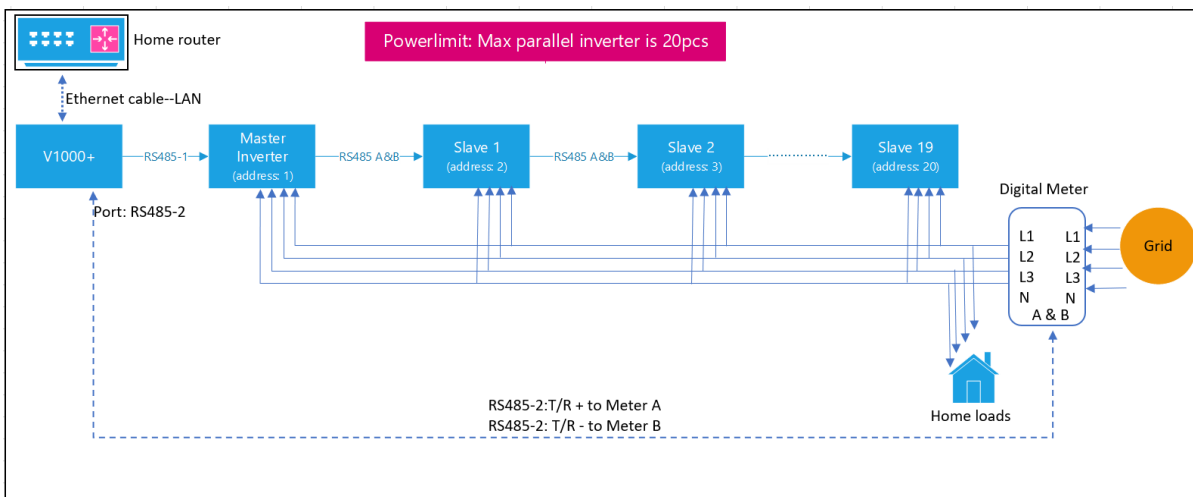 Home router
Powerlimit: Max parallel inverter is 20pcs
Ethernet cable--LAN
V1000+
RS485-1
Master
Inverter
(address: 1)
RS485 A&B
Slave 1
(address: 2)
RS485 A&B
Slave 2
(address: 3)
Slave 19
(address: 20)
Port: RS485-2
Digital Meter
L1 L1
L2 L2
L3 L3
N N
A & B
Grid
Home loads
RS485-2:T/R + to Meter A
RS485-2: T/R - to Meter B